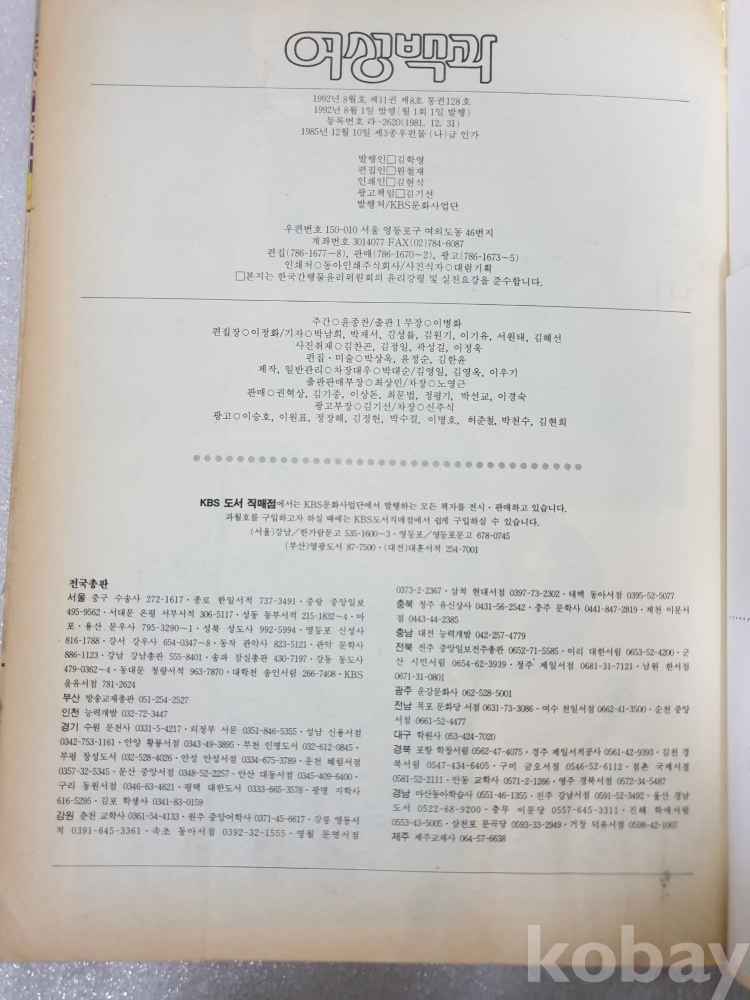 여성백과
1992년 8월호 제11권 제8호 통권128호
1992년 8월 1일 발행(월 1회 1일 발행)
등록번호 라-2620(1981. 12. 31)
1985년 12월 10일 제3종우편물 (나)급 인가
발행인□김학영
편집인□원철재
인쇄인□김현식
광고책임□김기선
발행처/KBS문화사업단
우편번호 150-010 서울 영등포구 여의도동 46번지
계좌번호 3014077 FAX(02)784-6087
편집(786-1677~8), 판매(786-1670~2), 광고(786-1673~5)
인쇄처○동아인쇄주식회사/사진식자○대림기획
□본지는 한국간행물윤리위원회의 윤리강령 및 실천요강을 준수합니다.
주간○윤종찬/출판 1 부장○이병화
편집장○이정화/기자○박남희, 박재서, 김성률, 김원기, 이기유, 서원태, 김혜선
사진취재○김찬곤, 김정일, 곽성걸, 이정욱
편집·미술○박상옥, 윤정순, 김한윤
제작, 일반관리○차장대우○박대순/김영일, 김영옥, 이우기
출판판매부장○최상민/차장○노영근
판매○권혁상, 김기중, 이상돈, 최문법, 정평기, 박선교, 이경숙
광고부장○김기선/차장○신주식
광고○이승호, 이원표, 정장해, 김정헌, 박수걸, 이명호, 허준철, 박천수, 김현희
KBS 도서 직매점에서는 KBS문화사업단에서 발행하는 모든 책자를 전시·판매하고 있습니다.
과월호를 구입하고자 하실 때에는 KBS도서직매점에서 쉽게 구입하실 수 있습니다.
(서울)강남/한가람문고 535-1600~3·영등포/영등포문고 678-0745
(부산)영광도서 87-7500·(대전)대훈서적 254-7001
전국총판
서울 중구 수송사 272-1617·종로 한일서적 737-3491·중랑 중앙일보
495-9562·서대문 은평 서부서적 306-5117·성동 동부서적 215-1832~4·마
포·용산 문우사 795-3290~1·성북 성도사 992-5994·영등포 신성사
816-1788·강서 강우사 654-0347~8·동작 관악사 823-5121·관악 문학사
886-1123·강남 강남총판 555-8401·송파 잠실총판 430-7197·강동 동도사
479-0362~4·동대문 청량서적 963-7870·대학천 송인서림 266-7408·KBS
을유서점 781-2624
부산 방송교재총판 051-254-2527
인천 능력개발 032-72-3447
경기 수원 문천사 0331-5-4217·의정부 서문 0351-846-5355·성남 신용서점
0342-753-1161·안양 황룡서점 0343-49-3895·부천 인명도서 032-612-0845·
부평 창성도서 032-528-4026·안성 안성서점 0334-675-3789·운천 혜림서점
0357-32-5345·문산 중앙서점 0348-52-2257·안산 대동서점 0345-409-6400·
구리 동원서점 0346-63-4621·평택 대한도서 0333-665-3578·광명 지학사
616-5295·김포 학생사 0341-83-0159
강원 춘천 교학사 0361-54-4133·원주 중앙어학사 0371-45-6617·강릉 영동서
적 0391-645-3361·속초 동아서점 0392-32-1555·영월 문명서점
0373-2-2367·삼척 현대서점 0397-73-2302·태백 동아서점 0395-52-5077
충북 청주 유신상사 0431-56-2542·충주 문학사 0441-847-2819·제천 이문서
점 0443-44-2385
충남 대전 능력개발 042-257-4779
전북 전주 중앙일보전주총판 0652-71-5585·이리 대한서림 0653-52-4200·군
산 시민서림 0654-62-3939·정주 제일서점 0681-31-7121·남원 한서점
0671-31-0801
광주 운강문화사 062-528-5001
전남 목포 문화당 서점 0631-73-3086·여수 천일서점 0662-41-3500·순천 중앙
서점 0661-52-4477
대구 학원사 053-424-7020
경북 포항 학창서림 0562-47-4075·경주 제일서적공사 0561-42-9393·김천 경
북서림 0547-434-6405·구미 금오서점 0546-52-6112·점촌 국제서점
0581-52-2111·안동 교학사 0571-2-1266·영주 경북서점 0572-34-5487
경남 마산동아학습사 0551-46-1355·진주 강남서점 0591-52-3492·울산 경남
도서 0522-68-9200·충무 이문당 0557-645-3311·진해 학예서림
0553-43-5005·삼천포 문곡당 0593-33-2949·거창 덕유서점 0598-42-1007
제주 제주교재사 064-57-6638
kobay